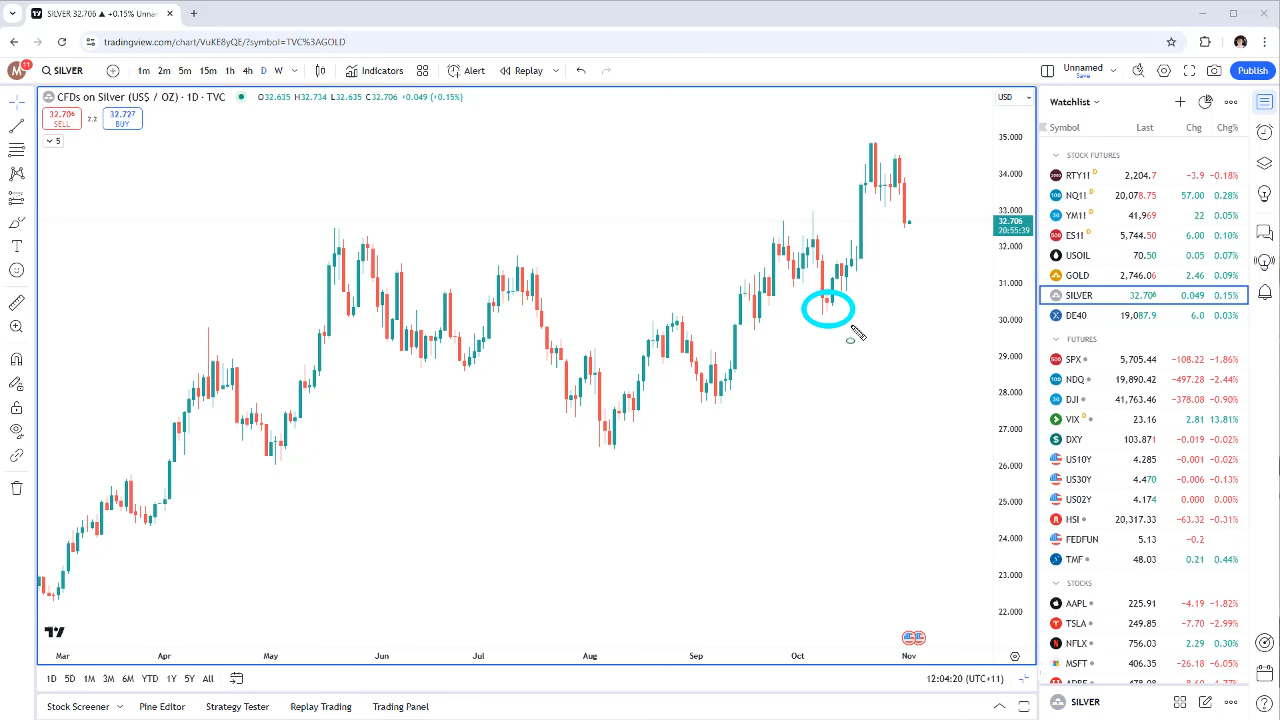 SILVER 32.706 ▲ +0.15% Unnar
tradingview.com/chart/VuKE8yQE/?symbol=TVC%3AGOLD
M 11 SILVER 1m 2m 5m 15m 1h 4h D W Indicators Alert Replay Unnamed Save Publish
CFDs on Silver (US$ / OZ) · 1D · TVC O32.635 H32.734 L32.635 C32.706 +0.049 (+0.15%) USD
32.706 SELL 2.2 32.727 BUY
5
35.000
34.000
33.000
32.706
20:55:39
32.000
31.000
30.000
29.000
28.000
27.000
26.000
25.000
24.000
23.000
22.000
Mar Apr May Jun Jul Aug Sep Oct Nov
1D 5D 1M 3M 6M YTD 1Y 5Y All 12:04:20 (UTC+11)
Stock Screener Pine Editor Strategy Tester Replay Trading Trading Panel
Watchlist
Symbol Last Chg Chg%
STOCK FUTURES
RTY1! D 2,204.7 −3.9 −0.18%
NQ1! D 20,078.75 57.00 0.28%
YM1! D 41,969 22 0.05%
ES1! D 5,744.50 6.00 0.10%
USOIL 70.50 0.05 0.07%
GOLD 2,746.06 2.46 0.09%
SILVER 32.706 0.049 0.15%
DE40 19,087.9 6.0 0.03%
FUTURES
SPX 5,705.44 −108.22 −1.86%
NDQ 19,890.42 −497.28 −2.44%
DJI 41,763.46 −378.08 −0.90%
VIX D 23.16 2.81 13.81%
DXY 103.871 −0.019 −0.02%
US10Y 4.285 −0.001 −0.02%
US30Y 4.470 −0.006 −0.13%
US02Y 4.174 0.000 0.00%
HSI 20,317.33 −63.32 −0.31%
FEDFUN 5.13 −0.2
TMF 48.03 0.21 0.44%
STOCKS
AAPL 225.91 −4.19 −1.82%
TSLA 249.85 −7.70 −2.99%
NFLX 756.03 2.29 0.30%
MSFT 406.35 −26.18 −6.05%
SILVER